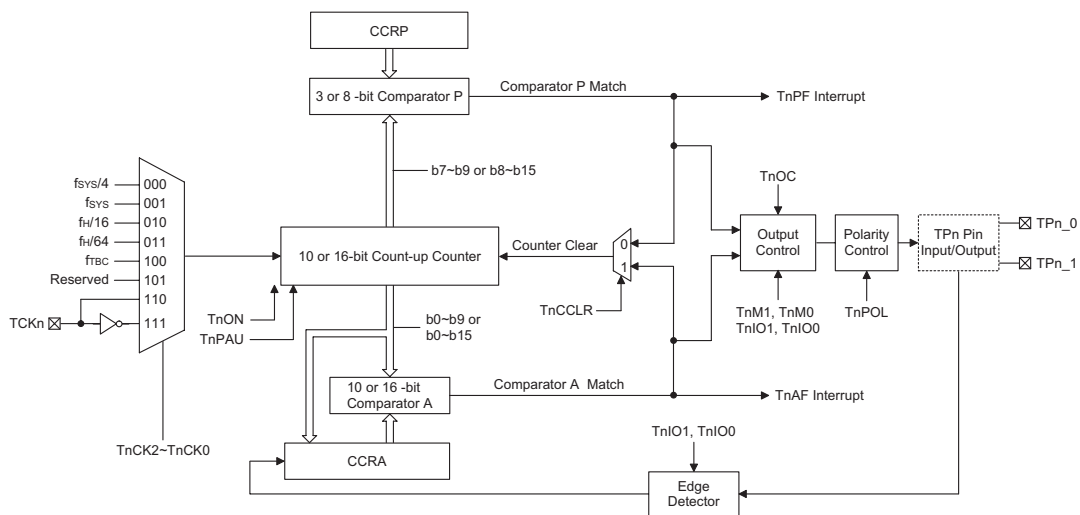 CCRP
3 or 8 -bit Comparator P
Comparator P Match
TnPF Interrupt
b7~b9 or b8~b15
fSYS/4
fSYS
fH/16
fH/64
fTBC
Reserved
000
001
010
011
100
101
110
111
TCKn
TnCK2~TnCK0
10 or 16-bit Count-up Counter
TnON
TnPAU
Counter Clear
0
1
TnCCLR
b0~b9 or
b0~b15
TnOC
Output
Control
TnM1, TnM0
TnIO1, TnIO0
Polarity
Control
TnPOL
TPn Pin
Input/Output
TPn_0
TPn_1
10 or 16 -bit
Comparator A
Comparator A  Match
TnAF Interrupt
CCRA
TnIO1, TnIO0
Edge
Detector